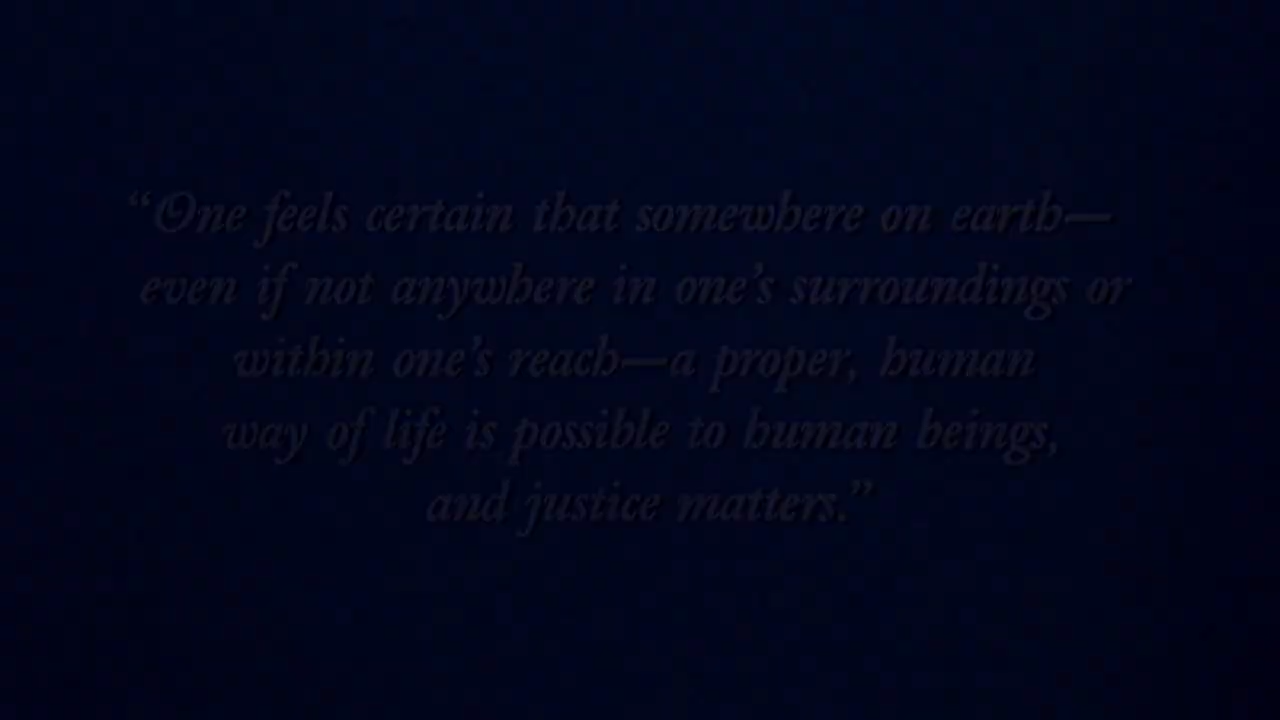 “One feels certain that somewhere on earth—
even if not anywhere in one’s surroundings or
within one’s reach—a proper, human
way of life is possible to human beings,
and justice matters.”